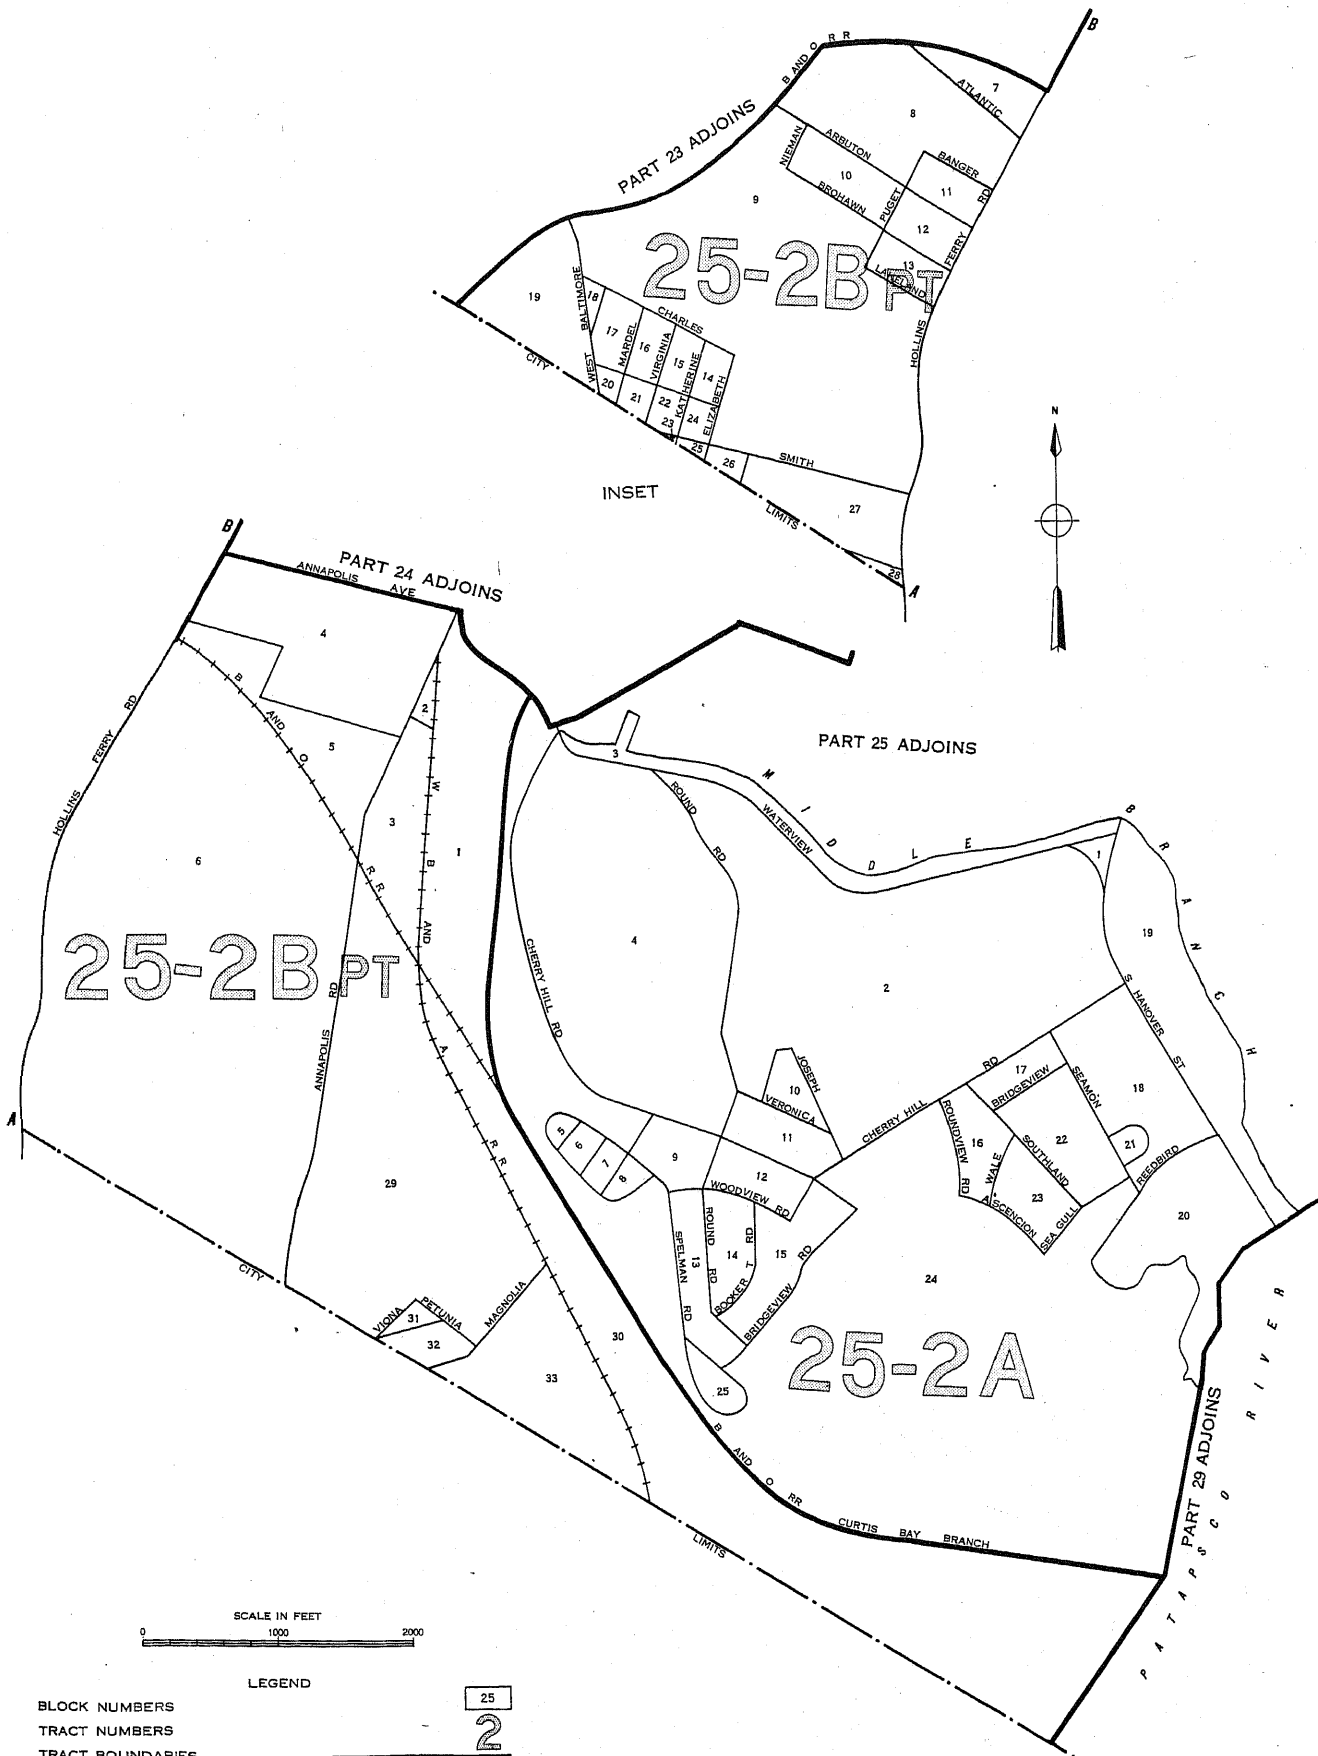 B
B AND O R R
PART 23 ADJOINS
7
ATLANTIC
8
NIEMAN
ARBUTON
BANGER
10
11
BROHAWN
PUGET
RD
9
12
FERRY
13
LAKELAND
25-2B PT
19
WEST BALTIMORE
18
17
MARDEL
CHARLES
16
VIRGINIA
15
KATHERINE
14
ELIZABETH
HOLLINS
CITY
20
21
22
23
24
25
26
SMITH
27
LIMITS
28
A
INSET
N
B
PART 24 ADJOINS
ANNAPOLIS AVE
4
B AND O R R
2
5
HOLLINS FERRY RD
3
W B AND A R R
1
6
25-2B PT
ANNAPOLIS RD
A
29
CITY
VIONA
PETUNIA
MAGNOLIA
31
32
33
30
LIMITS
PART 25 ADJOINS
3
MIDDLE BRANCH
WATERVIEW
ROUND RD
1
19
4
CHERRY HILL RD
2
S HANOVER ST
JOSEPH
10
VERONICA
11
CHERRY HILL RD
17
BRIDGEVIEW
SEAMON
18
5
6
7
8
9
12
WOODVIEW RD
ROUNDVIEW RD
16
WALE
SOUTHLAND
22
21
REEDBIRD
23
ASCENCION
SEA GULL
20
SPELMAN RD
13
ROUND RD
14
BOOKER T RD
15
BRIDGEVIEW RD
24
25-2A
25
B AND O RR
CURTIS BAY BRANCH
PART 29 ADJOINS
PATAPSCO RIVER
SCALE IN FEET
0 1000 2000
LEGEND
BLOCK NUMBERS 25
TRACT NUMBERS 2
TRACT BOUNDARIES